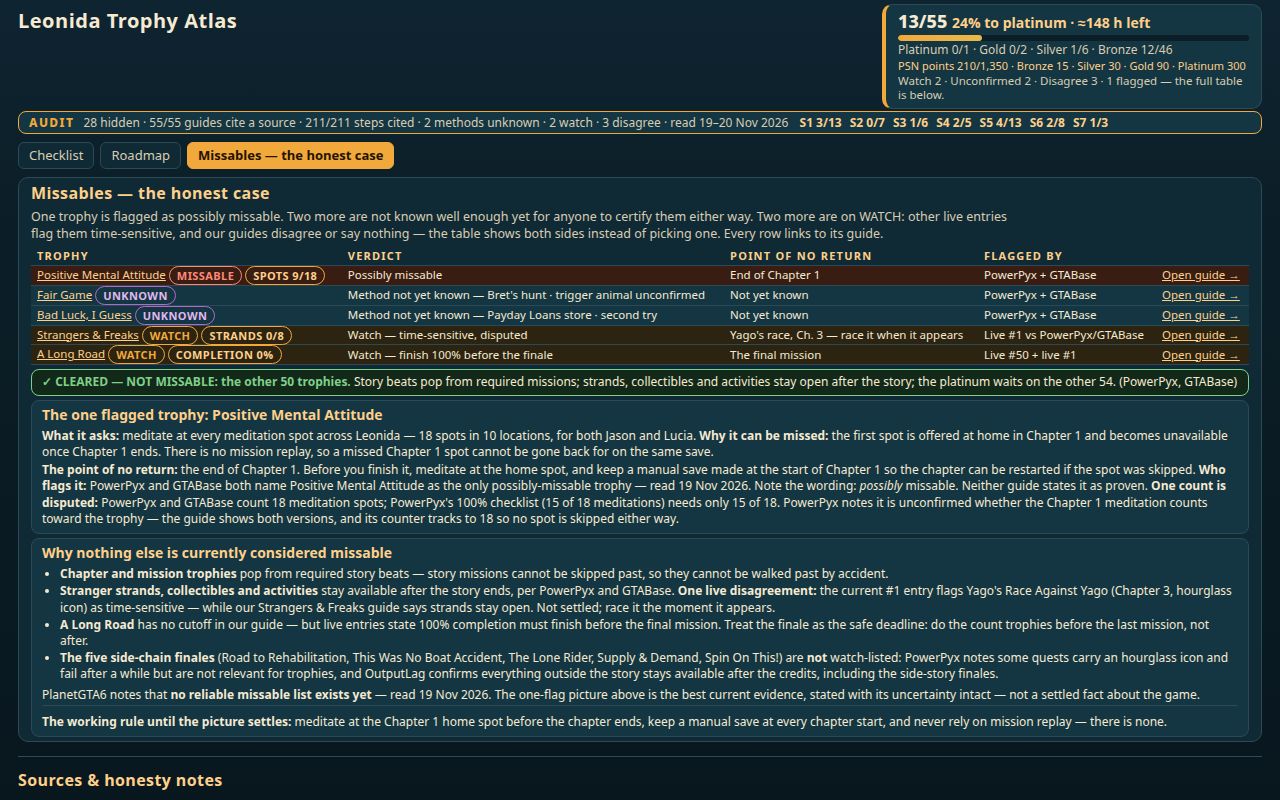 Leonida Trophy Atlas
13/55 24% to platinum · ≈148 h left
Platinum 0/1 · Gold 0/2 · Silver 1/6 · Bronze 12/46
PSN points 210/1,350 · Bronze 15 · Silver 30 · Gold 90 · Platinum 300
Watch 2 · Unconfirmed 2 · Disagree 3 · 1 flagged — the full table
is below.
AUDIT 28 hidden · 55/55 guides cite a source · 211/211 steps cited · 2 methods unknown · 2 watch · 3 disagree · read 19–20 Nov 2026 S1 3/13 S2 0/7 S3 1/6 S4 2/5 S5 4/13 S6 2/8 S7 1/3
Checklist Roadmap Missables — the honest case
Missables — the honest case
One trophy is flagged as possibly missable. Two more are not known well enough yet for anyone to certify them either way. Two more are on WATCH: other live entries
flag them time-sensitive, and our guides disagree or say nothing — the table shows both sides instead of picking one. Every row links to its guide.
TROPHY VERDICT POINT OF NO RETURN FLAGGED BY
Positive Mental Attitude MISSABLE SPOTS 9/18 Possibly missable End of Chapter 1 PowerPyx + GTABase Open guide →
Fair Game UNKNOWN Method not yet known — Bret's hunt · trigger animal unconfirmed Not yet known PowerPyx + GTABase Open guide →
Bad Luck, I Guess UNKNOWN Method not yet known — Payday Loans store · second try Not yet known PowerPyx + GTABase Open guide →
Strangers & Freaks WATCH STRANDS 0/8 Watch — time-sensitive, disputed Yago's race, Ch. 3 — race it when it appears Live #1 vs PowerPyx/GTABase Open guide →
A Long Road WATCH COMPLETION 0% Watch — finish 100% before the finale The final mission Live #50 + live #1 Open guide →
✓ CLEARED — NOT MISSABLE: the other 50 trophies. Story beats pop from required missions; strands, collectibles and activities stay open after the story; the platinum waits on the other 54. (PowerPyx, GTABase)
The one flagged trophy: Positive Mental Attitude
What it asks: meditate at every meditation spot across Leonida — 18 spots in 10 locations, for both Jason and Lucia. Why it can be missed: the first spot is offered at home in Chapter 1 and becomes unavailable
once Chapter 1 ends. There is no mission replay, so a missed Chapter 1 spot cannot be gone back for on the same save.
The point of no return: the end of Chapter 1. Before you finish it, meditate at the home spot, and keep a manual save made at the start of Chapter 1 so the chapter can be restarted if the spot was skipped. Who
flags it: PowerPyx and GTABase both name Positive Mental Attitude as the only possibly-missable trophy — read 19 Nov 2026. Note the wording: possibly missable. Neither guide states it as proven. One count is
disputed: PowerPyx and GTABase count 18 meditation spots; PowerPyx's 100% checklist (15 of 18 meditations) needs only 15 of 18. PowerPyx notes it is unconfirmed whether the Chapter 1 meditation counts
toward the trophy — the guide shows both versions, and its counter tracks to 18 so no spot is skipped either way.
Why nothing else is currently considered missable
• Chapter and mission trophies pop from required story beats — story missions cannot be skipped past, so they cannot be walked past by accident.
• Stranger strands, collectibles and activities stay available after the story ends, per PowerPyx and GTABase. One live disagreement: the current #1 entry flags Yago's Race Against Yago (Chapter 3, hourglass
icon) as time-sensitive — while our Strangers & Freaks guide says strands stay open. Not settled; race it the moment it appears.
• A Long Road has no cutoff in our guide — but live entries state 100% completion must finish before the final mission. Treat the finale as the safe deadline: do the count trophies before the last mission, not
after.
• The five side-chain finales (Road to Rehabilitation, This Was No Boat Accident, The Lone Rider, Supply & Demand, Spin On This!) are not watch-listed: PowerPyx notes some quests carry an hourglass icon and
fail after a while but are not relevant for trophies, and OutputLag confirms everything outside the story stays available after the credits, including the side-story finales.
PlanetGTA6 notes that no reliable missable list exists yet — read 19 Nov 2026. The one-flag picture above is the best current evidence, stated with its uncertainty intact — not a settled fact about the game.
The working rule until the picture settles: meditate at the Chapter 1 home spot before the chapter ends, keep a manual save at every chapter start, and never rely on mission replay — there is none.
Sources & honesty notes